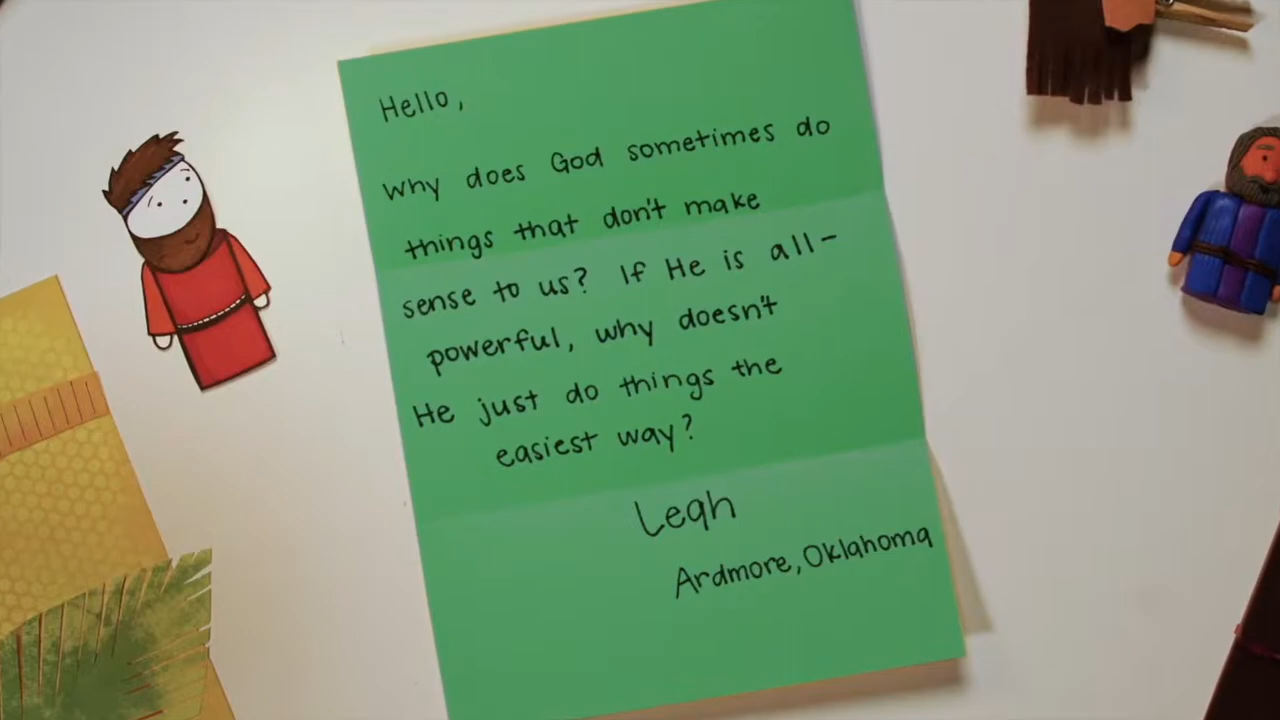 Hello,
why does God sometimes do
things that don't make
sense to us? If He is all-
powerful, why doesn't
He just do things the
easiest way?
Leah
Ardmore, Oklahoma